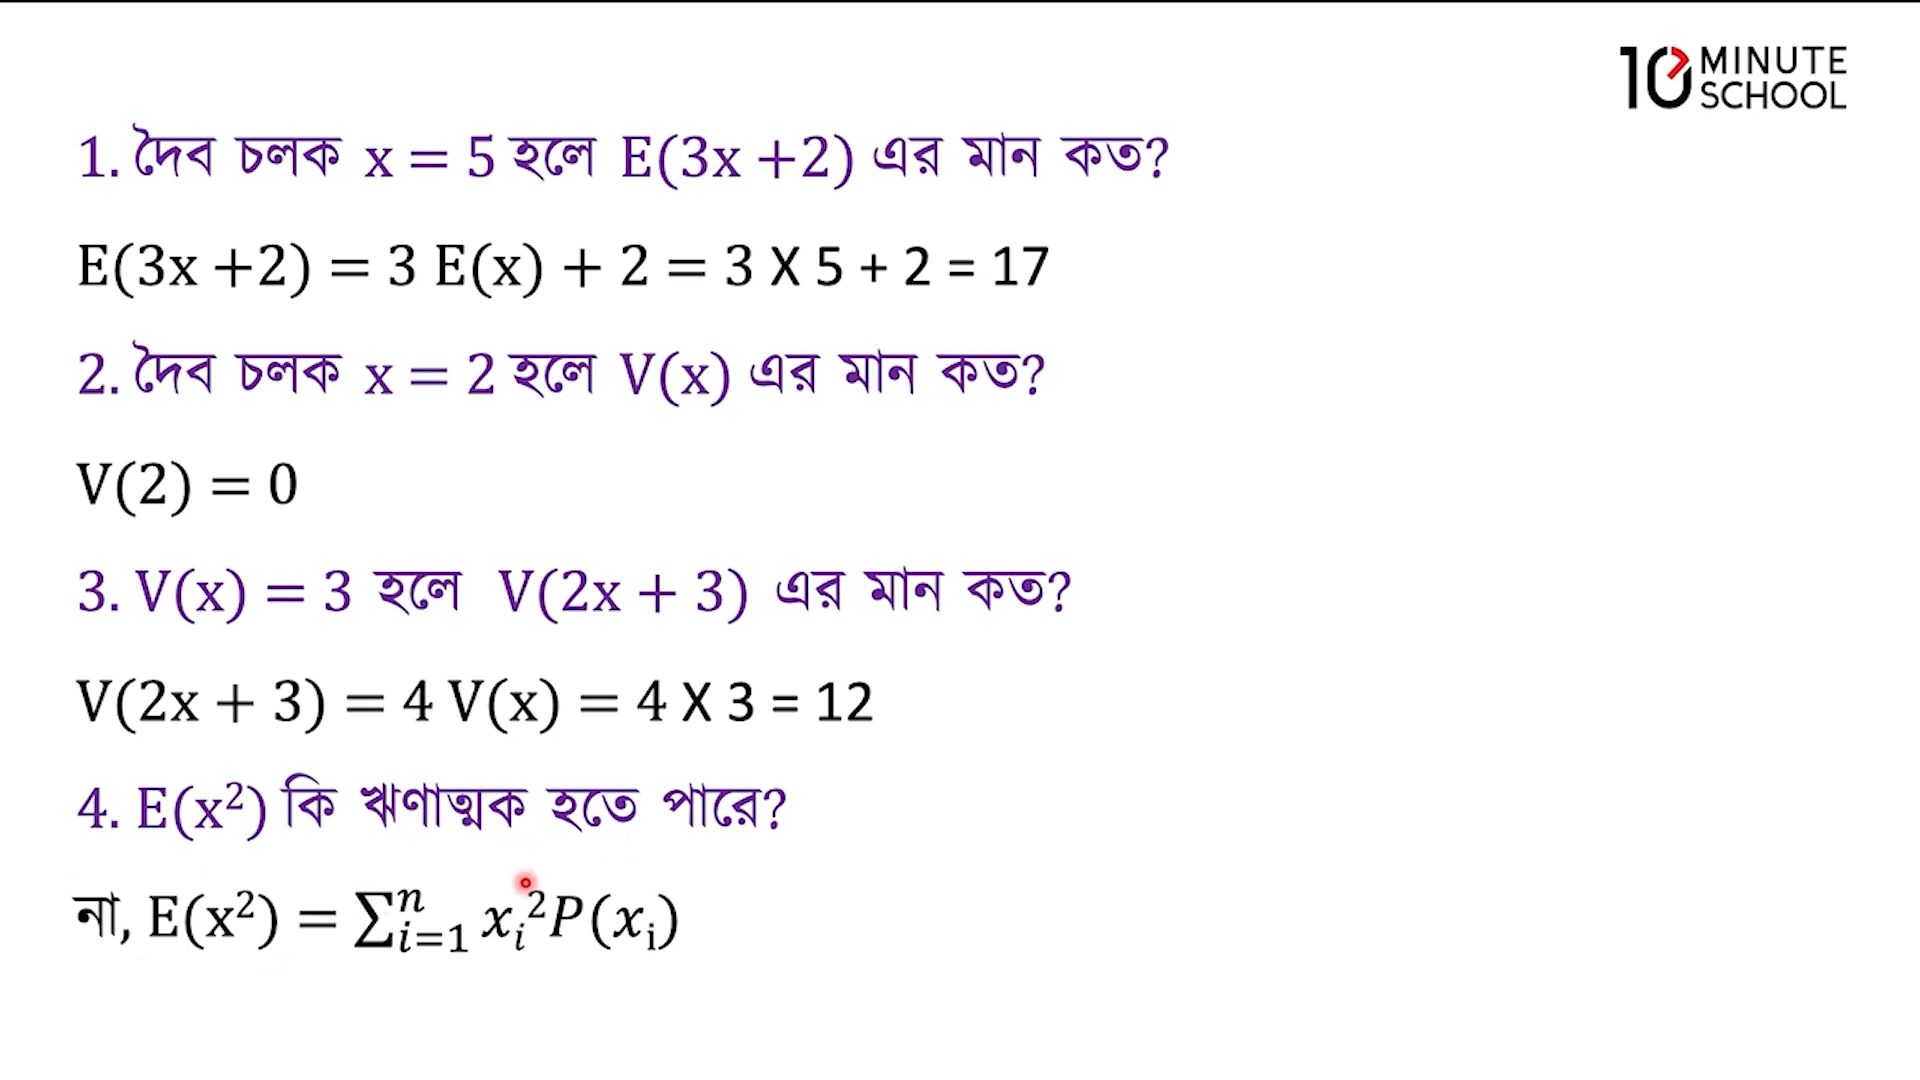 10 MINUTE SCHOOL
1. দৈব চলক x = 5 হলে E(3x +2) এর মান কত?
E(3x +2) = 3 E(x) + 2 = 3 X 5 + 2 = 17
2. দৈব চলক x = 2 হলে V(x) এর মান কত?
V(2) = 0
3. V(x) = 3 হলে V(2x + 3) এর মান কত?
V(2x + 3) = 4 V(x) = 4 X 3 = 12
4. E(x²) কি ঋণাত্মক হতে পারে?
না, E(x²) = ∑ⁿᵢ₌₁ xᵢ²P(xᵢ)